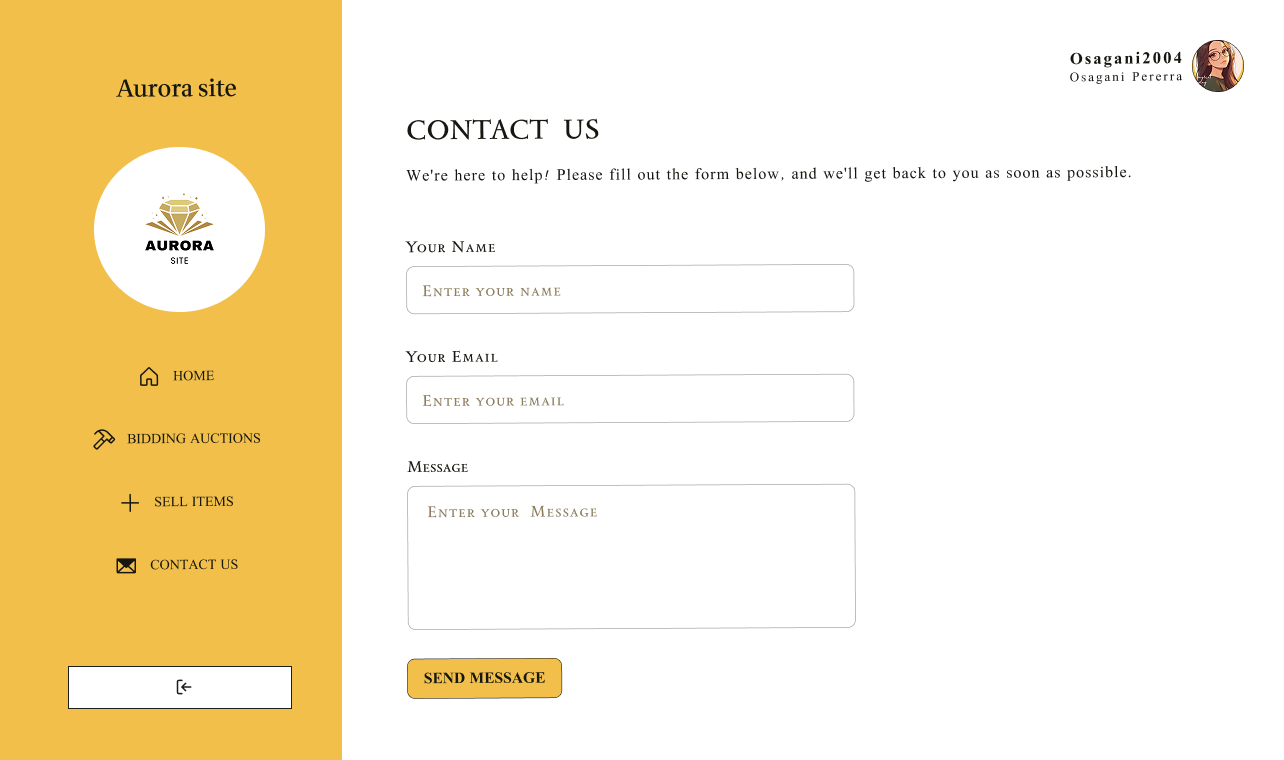 Aurora site
AURORA
SITE
HOME
BIDDING AUCTIONS
SELL ITEMS
CONTACT US
Osagani2004
Osagani Pererra
CONTACT US
We're here to help! Please fill out the form below, and we'll get back to you as soon as possible.
Your Name
Enter your name
Your Email
Enter your email
Message
Enter your Message
SEND MESSAGE